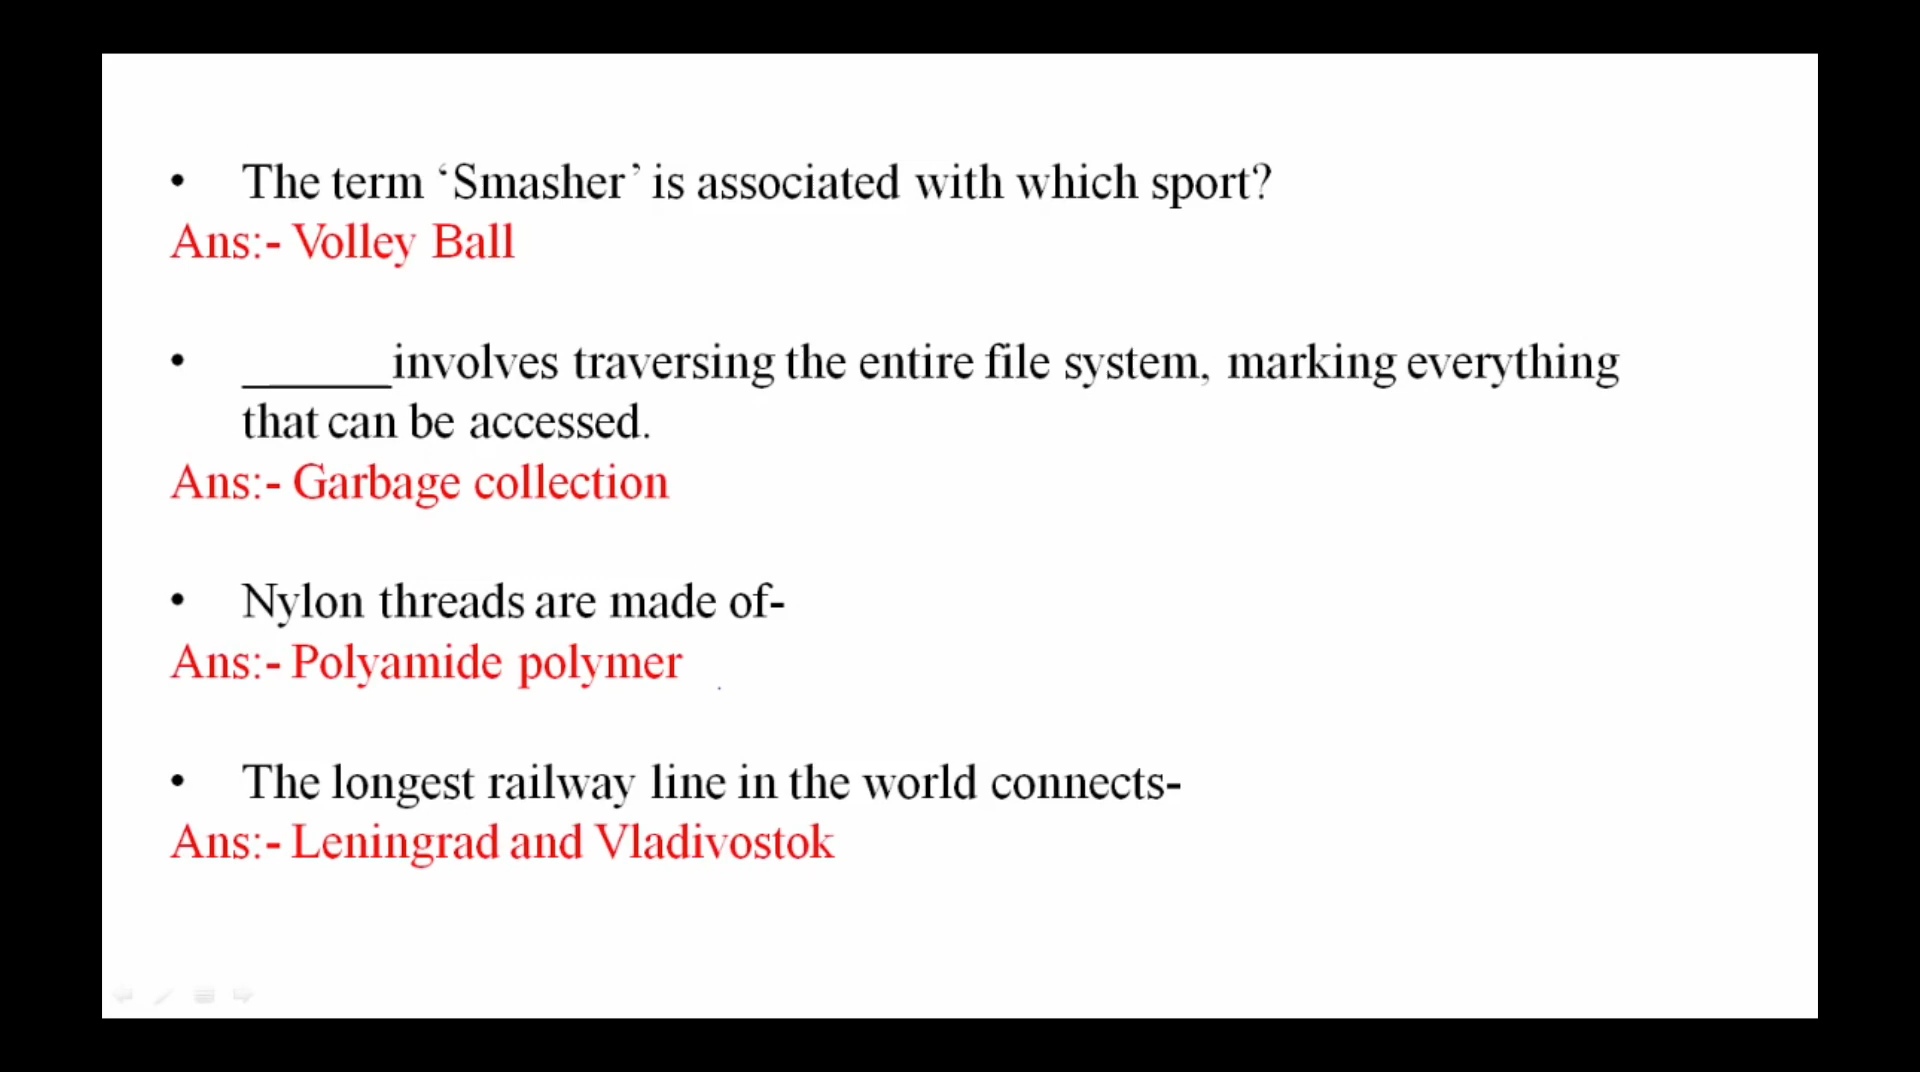 • The term ‘Smasher’ is associated with which sport?
Ans:- Volley Ball
• ______involves traversing the entire file system, marking everything
that can be accessed.
Ans:- Garbage collection
• Nylon threads are made of-
Ans:- Polyamide polymer
• The longest railway line in the world connects-
Ans:- Leningrad and Vladivostok